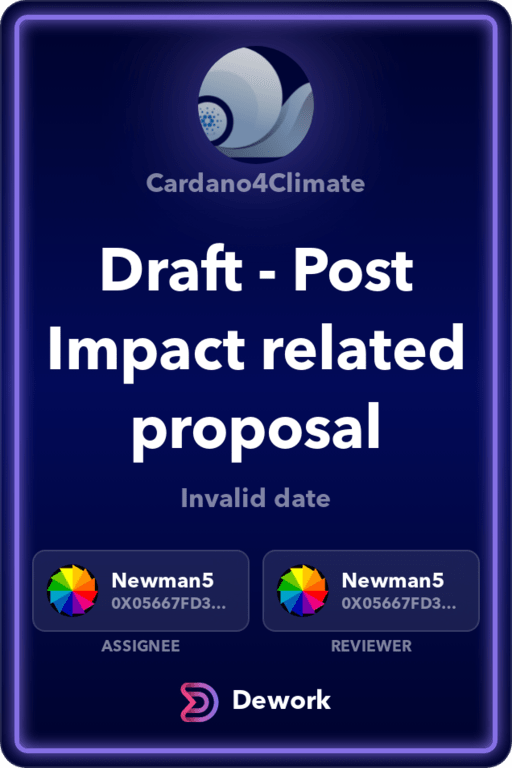 Cardano4Climate
Draft - Post
Impact related
proposal
Invalid date
Newman5
0X05667FD3...
ASSIGNEE
Newman5
0X05667FD3...
REVIEWER
Dework